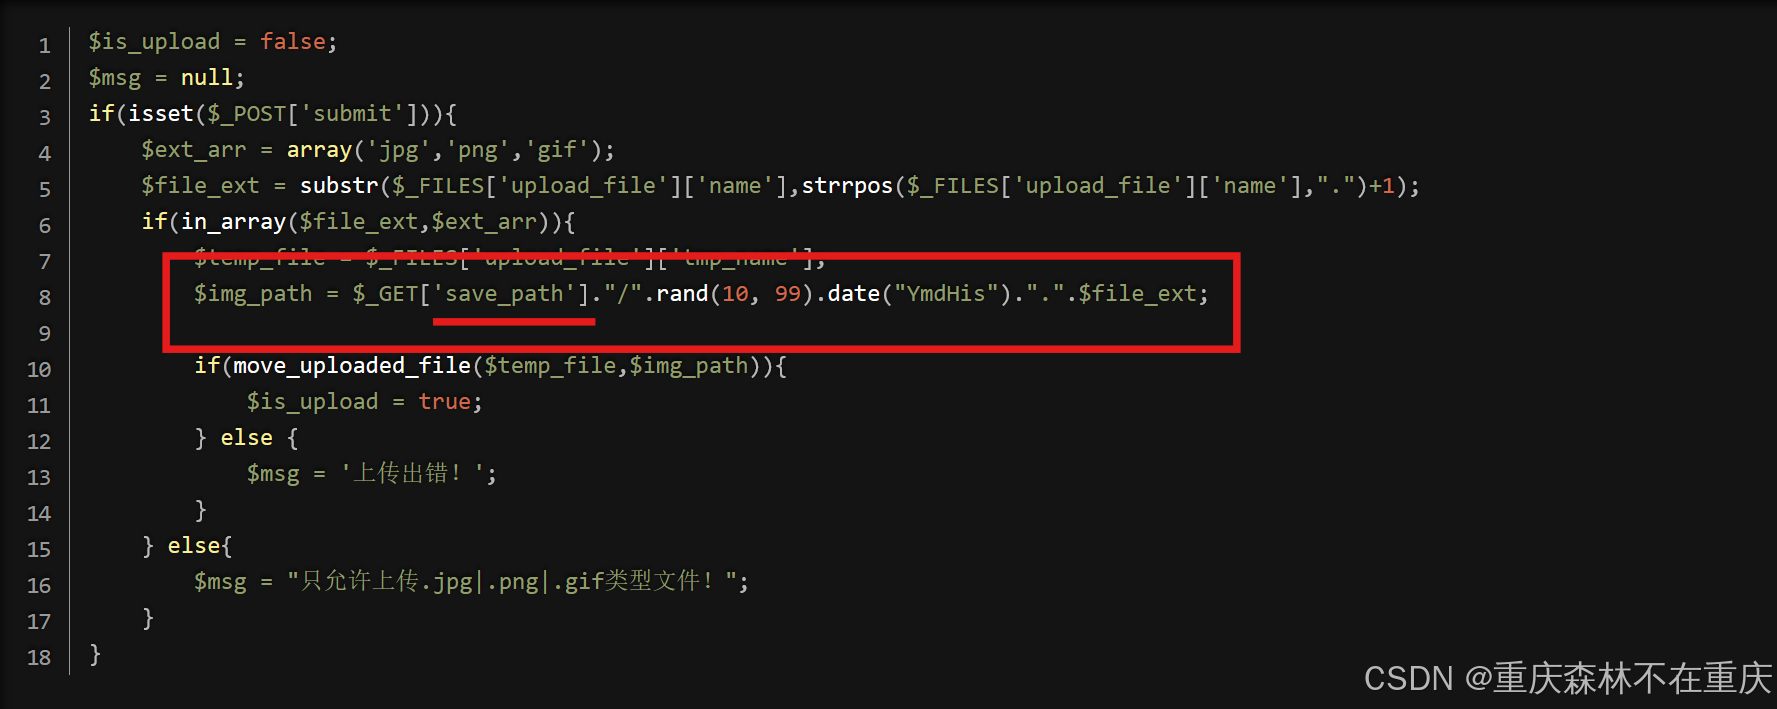 1 $is_upload = false;
2 $msg = null;
3 if(isset($_POST['submit'])){
4 $ext_arr = array('jpg','png','gif');
5 $file_ext = substr($_FILES['upload_file']['name'],strrpos($_FILES['upload_file']['name'],".")+1);
6 if(in_array($file_ext,$ext_arr)){
7 $temp_file = $_FILES['upload_file']['tmp_name'];
8 $img_path = $_GET['save_path']."/".rand(10, 99).date("YmdHis").".".$file_ext;
9
10 if(move_uploaded_file($temp_file,$img_path)){
11 $is_upload = true;
12 } else {
13 $msg = '上传出错！';
14 }
15 } else{
16 $msg = "只允许上传.jpg|.png|.gif类型文件！";
17 }
18 }
CSDN @重庆森林不在重庆